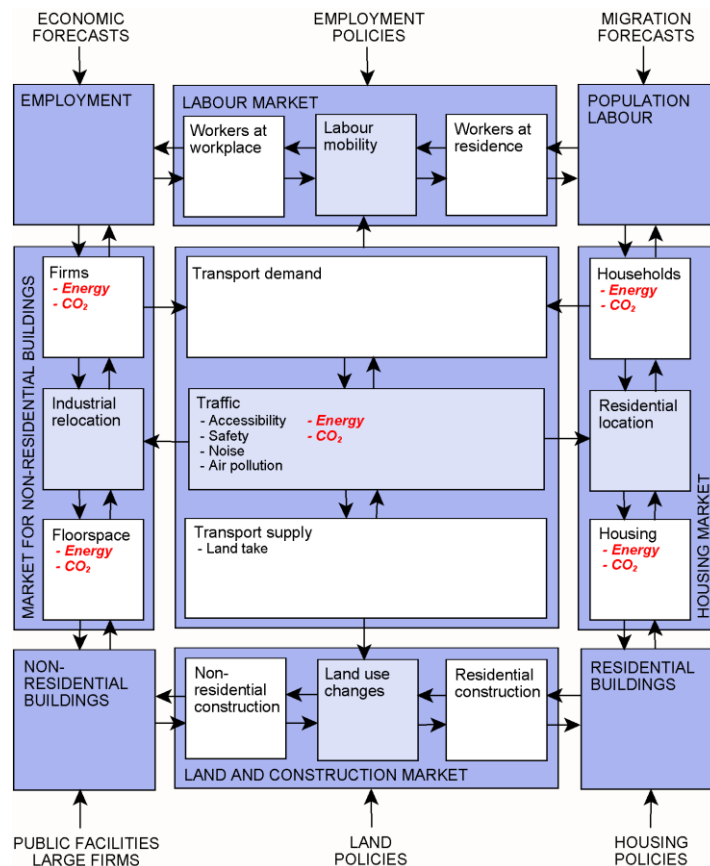 ECONOMIC
FORECASTS
EMPLOYMENT
POLICIES
MIGRATION
FORECASTS
EMPLOYMENT
LABOUR MARKET
POPULATION
LABOUR
Workers at
workplace
Labour
mobility
Workers at
residence
MARKET FOR NON-RESIDENTIAL BUILDINGS
Firms
- Energy
- CO₂
Industrial
relocation
Floorspace
- Energy
- CO₂
Transport demand
Traffic
- Accessibility
- Safety
- Noise
- Air pollution
- Energy
- CO₂
Transport supply
- Land take
Households
- Energy
- CO₂
Residential
location
Housing
- Energy
- CO₂
HOUSING MARKET
NON-
RESIDENTIAL
BUILDINGS
Non-
residential
construction
Land use
changes
Residential
construction
LAND AND CONSTRUCTION MARKET
RESIDENTIAL
BUILDINGS
PUBLIC FACILITIES
LARGE FIRMS
LAND
POLICIES
HOUSING
POLICIES